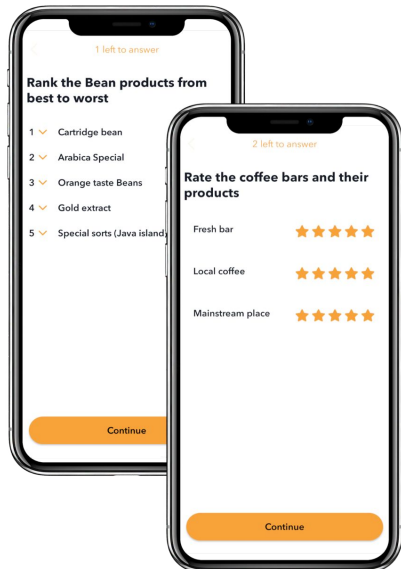 1 left to answer
Rank the Bean products from
best to worst
1 Cartridge bean
2 Arabica Special
3 Orange taste Beans
4 Gold extract
5 Special sorts (Java island
Continue
2 left to answer
Rate the coffee bars and their
products
Fresh bar
Local coffee
Mainstream place
Continue